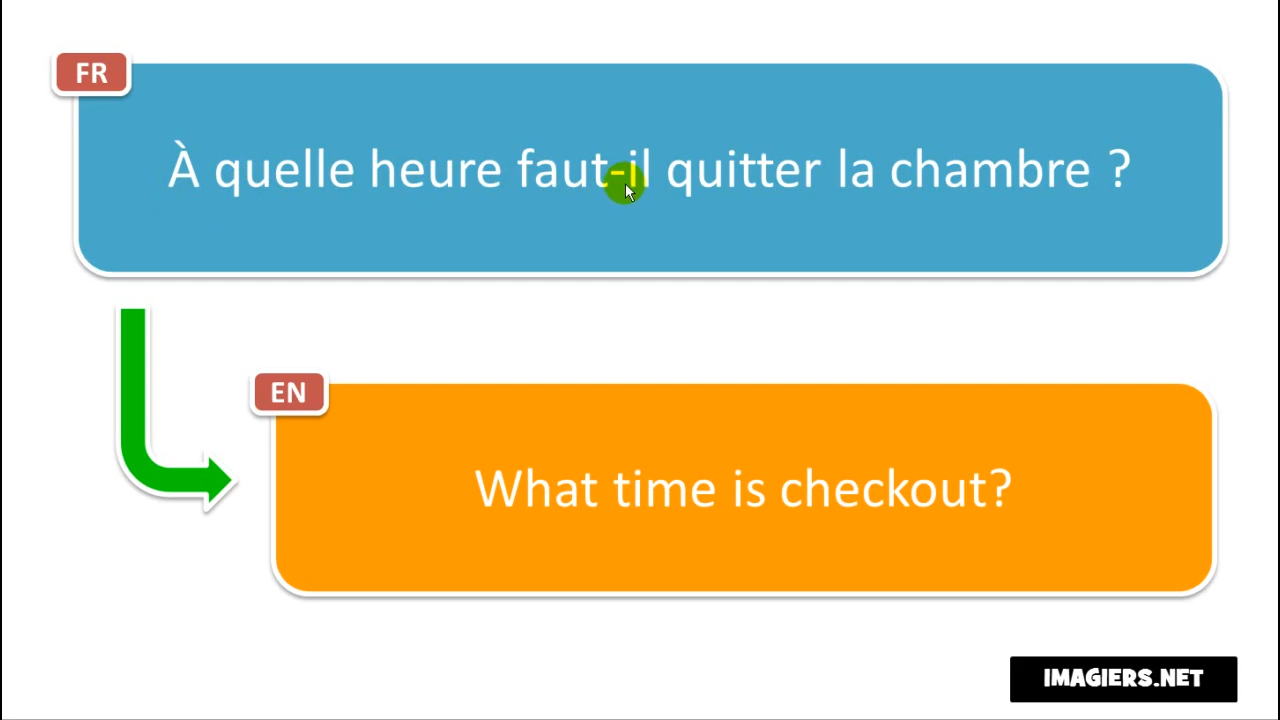 FR
À quelle heure faut-il quitter la chambre ?
EN
What time is checkout?
IMAGIERS.NET